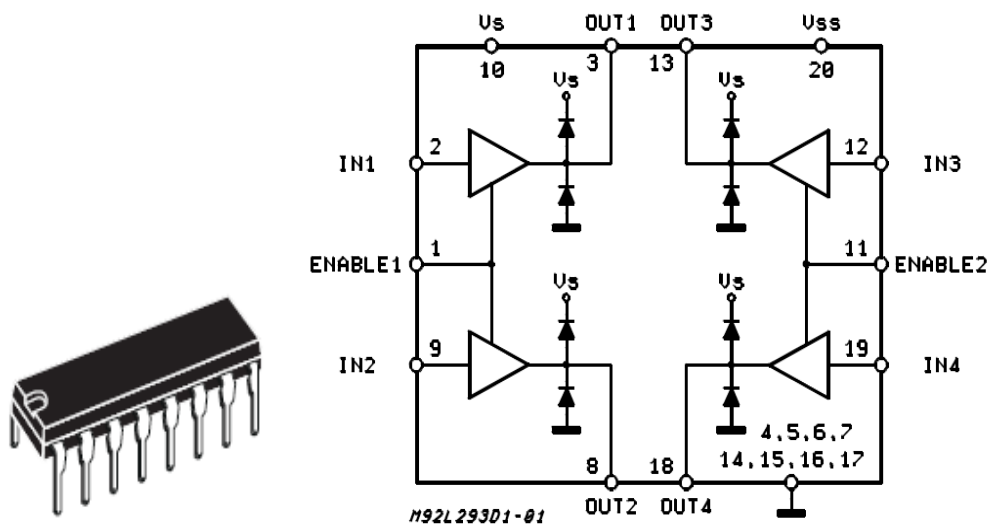 Vs OUT1 OUT3 Vss
10 3 13 20
Vs Vs
IN1 2 12 IN3
ENABLE1 1 11 ENABLE2
Vs Vs
IN2 9 19 IN4
4,5,6,7
8 18 14,15,16,17
OUT2 OUT4
M92L293D1-01